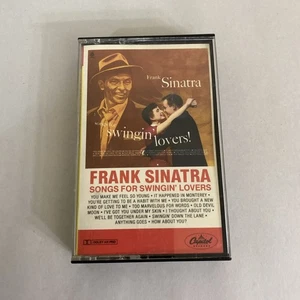 Frank
Sinatra
swingin' lovers!
FRANK SINATRA
SONGS FOR SWINGIN' LOVERS
YOU MAKE ME FEEL SO YOUNG • IT HAPPENED IN MONTEREY •
YOU'RE GETTING TO BE A HABIT WITH ME • YOU BROUGHT A NEW
KIND OF LOVE TO ME • TOO MARVELOUS FOR WORDS • OLD DEVIL
MOON • I'VE GOT YOU UNDER MY SKIN • I THOUGHT ABOUT YOU •
WE'LL BE TOGETHER AGAIN • SWINGIN' DOWN THE LANE •
ANYTHING GOES • HOW ABOUT YOU?
Capitol